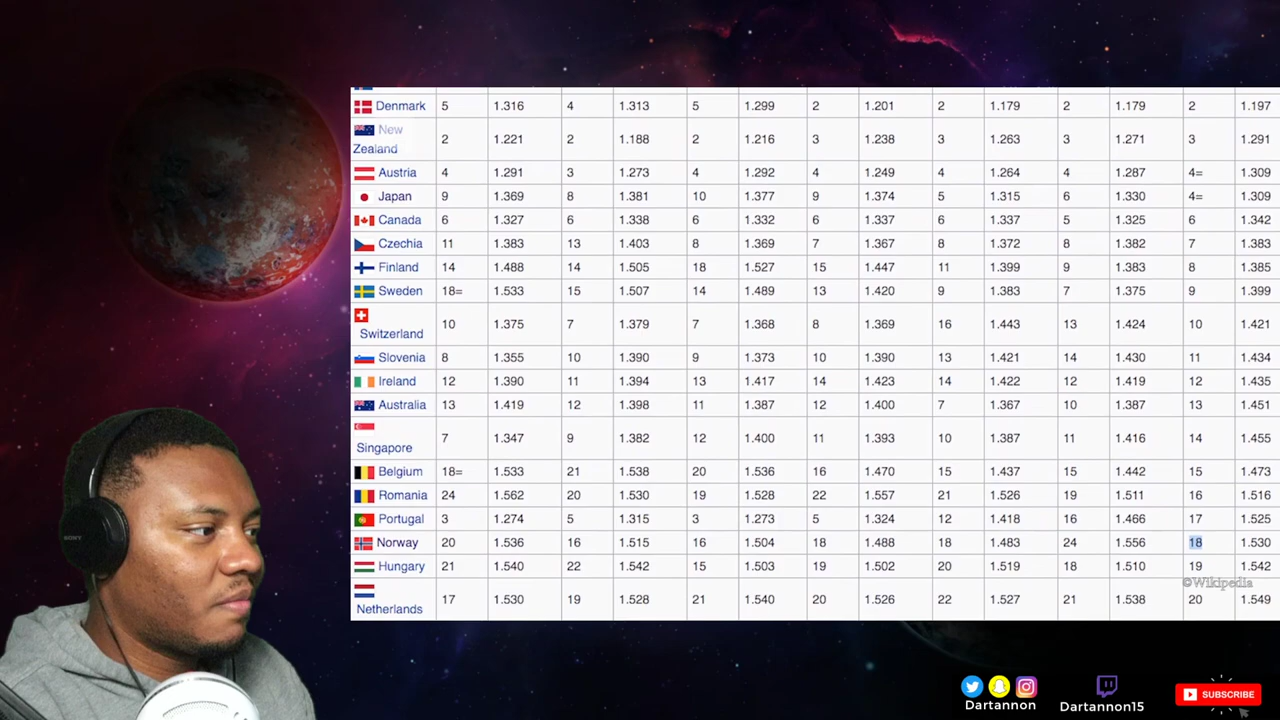 Denmark 5 1.316 4 1.313 5 1.299 2 1.201 2 1.179 2 1.179 2 1.197
New
Zealand 2 1.221 2 1.188 2 1.216 3 1.238 3 1.263 3 1.271 3 1.291
Austria 4 1.291 3 1.273 4 1.292 4 1.249 4 1.264 4 1.287 4= 1.309
Japan 9 1.369 8 1.381 10 1.377 9 1.374 5 1.315 6 1.330 4= 1.309
Canada 6 1.327 6 1.338 6 1.332 6 1.337 6 1.337 5 1.325 6 1.342
Czechia 11 1.383 13 1.403 8 1.369 7 1.367 8 1.372 8 1.382 7 1.383
Finland 14 1.488 14 1.505 18 1.527 15 1.447 11 1.399 9 1.383 8 1.385
Sweden 18= 1.533 15 1.507 14 1.489 13 1.420 9 1.383 7 1.375 9 1.399
Switzerland 10 1.375 7 1.379 7 1.368 8 1.369 16 1.443 13 1.424 10 1.421
Slovenia 8 1.355 10 1.390 9 1.373 10 1.390 13 1.421 14 1.430 11 1.434
Ireland 12 1.390 11 1.394 13 1.417 14 1.423 14 1.422 12 1.419 12 1.435
Australia 13 1.419 12 1.398 11 1.387 12 1.400 7 1.367 10 1.387 13 1.451
Singapore 7 1.347 9 1.382 12 1.400 11 1.393 10 1.387 11 1.416 14 1.455
Belgium 18= 1.533 21 1.538 20 1.536 16 1.470 15 1.437 15 1.442 15 1.473
Romania 24 1.562 20 1.530 19 1.528 22 1.557 21 1.526 19 1.511 16 1.516
Portugal 3 1.274 5 1.315 3 1.273 5 1.324 12 1.418 16 1.466 17 1.525
Norway 20 1.536 16 1.515 16 1.504 18 1.488 18 1.483 24 1.556 18 1.530
Hungary 21 1.540 22 1.542 15 1.503 19 1.502 20 1.519 18 1.510 19 1.542
©Wikipedia
Netherlands 17 1.530 19 1.528 21 1.540 20 1.526 22 1.527 21 1.538 20 1.549
SONY
Dartannon
Dartannon15
SUBSCRIBE